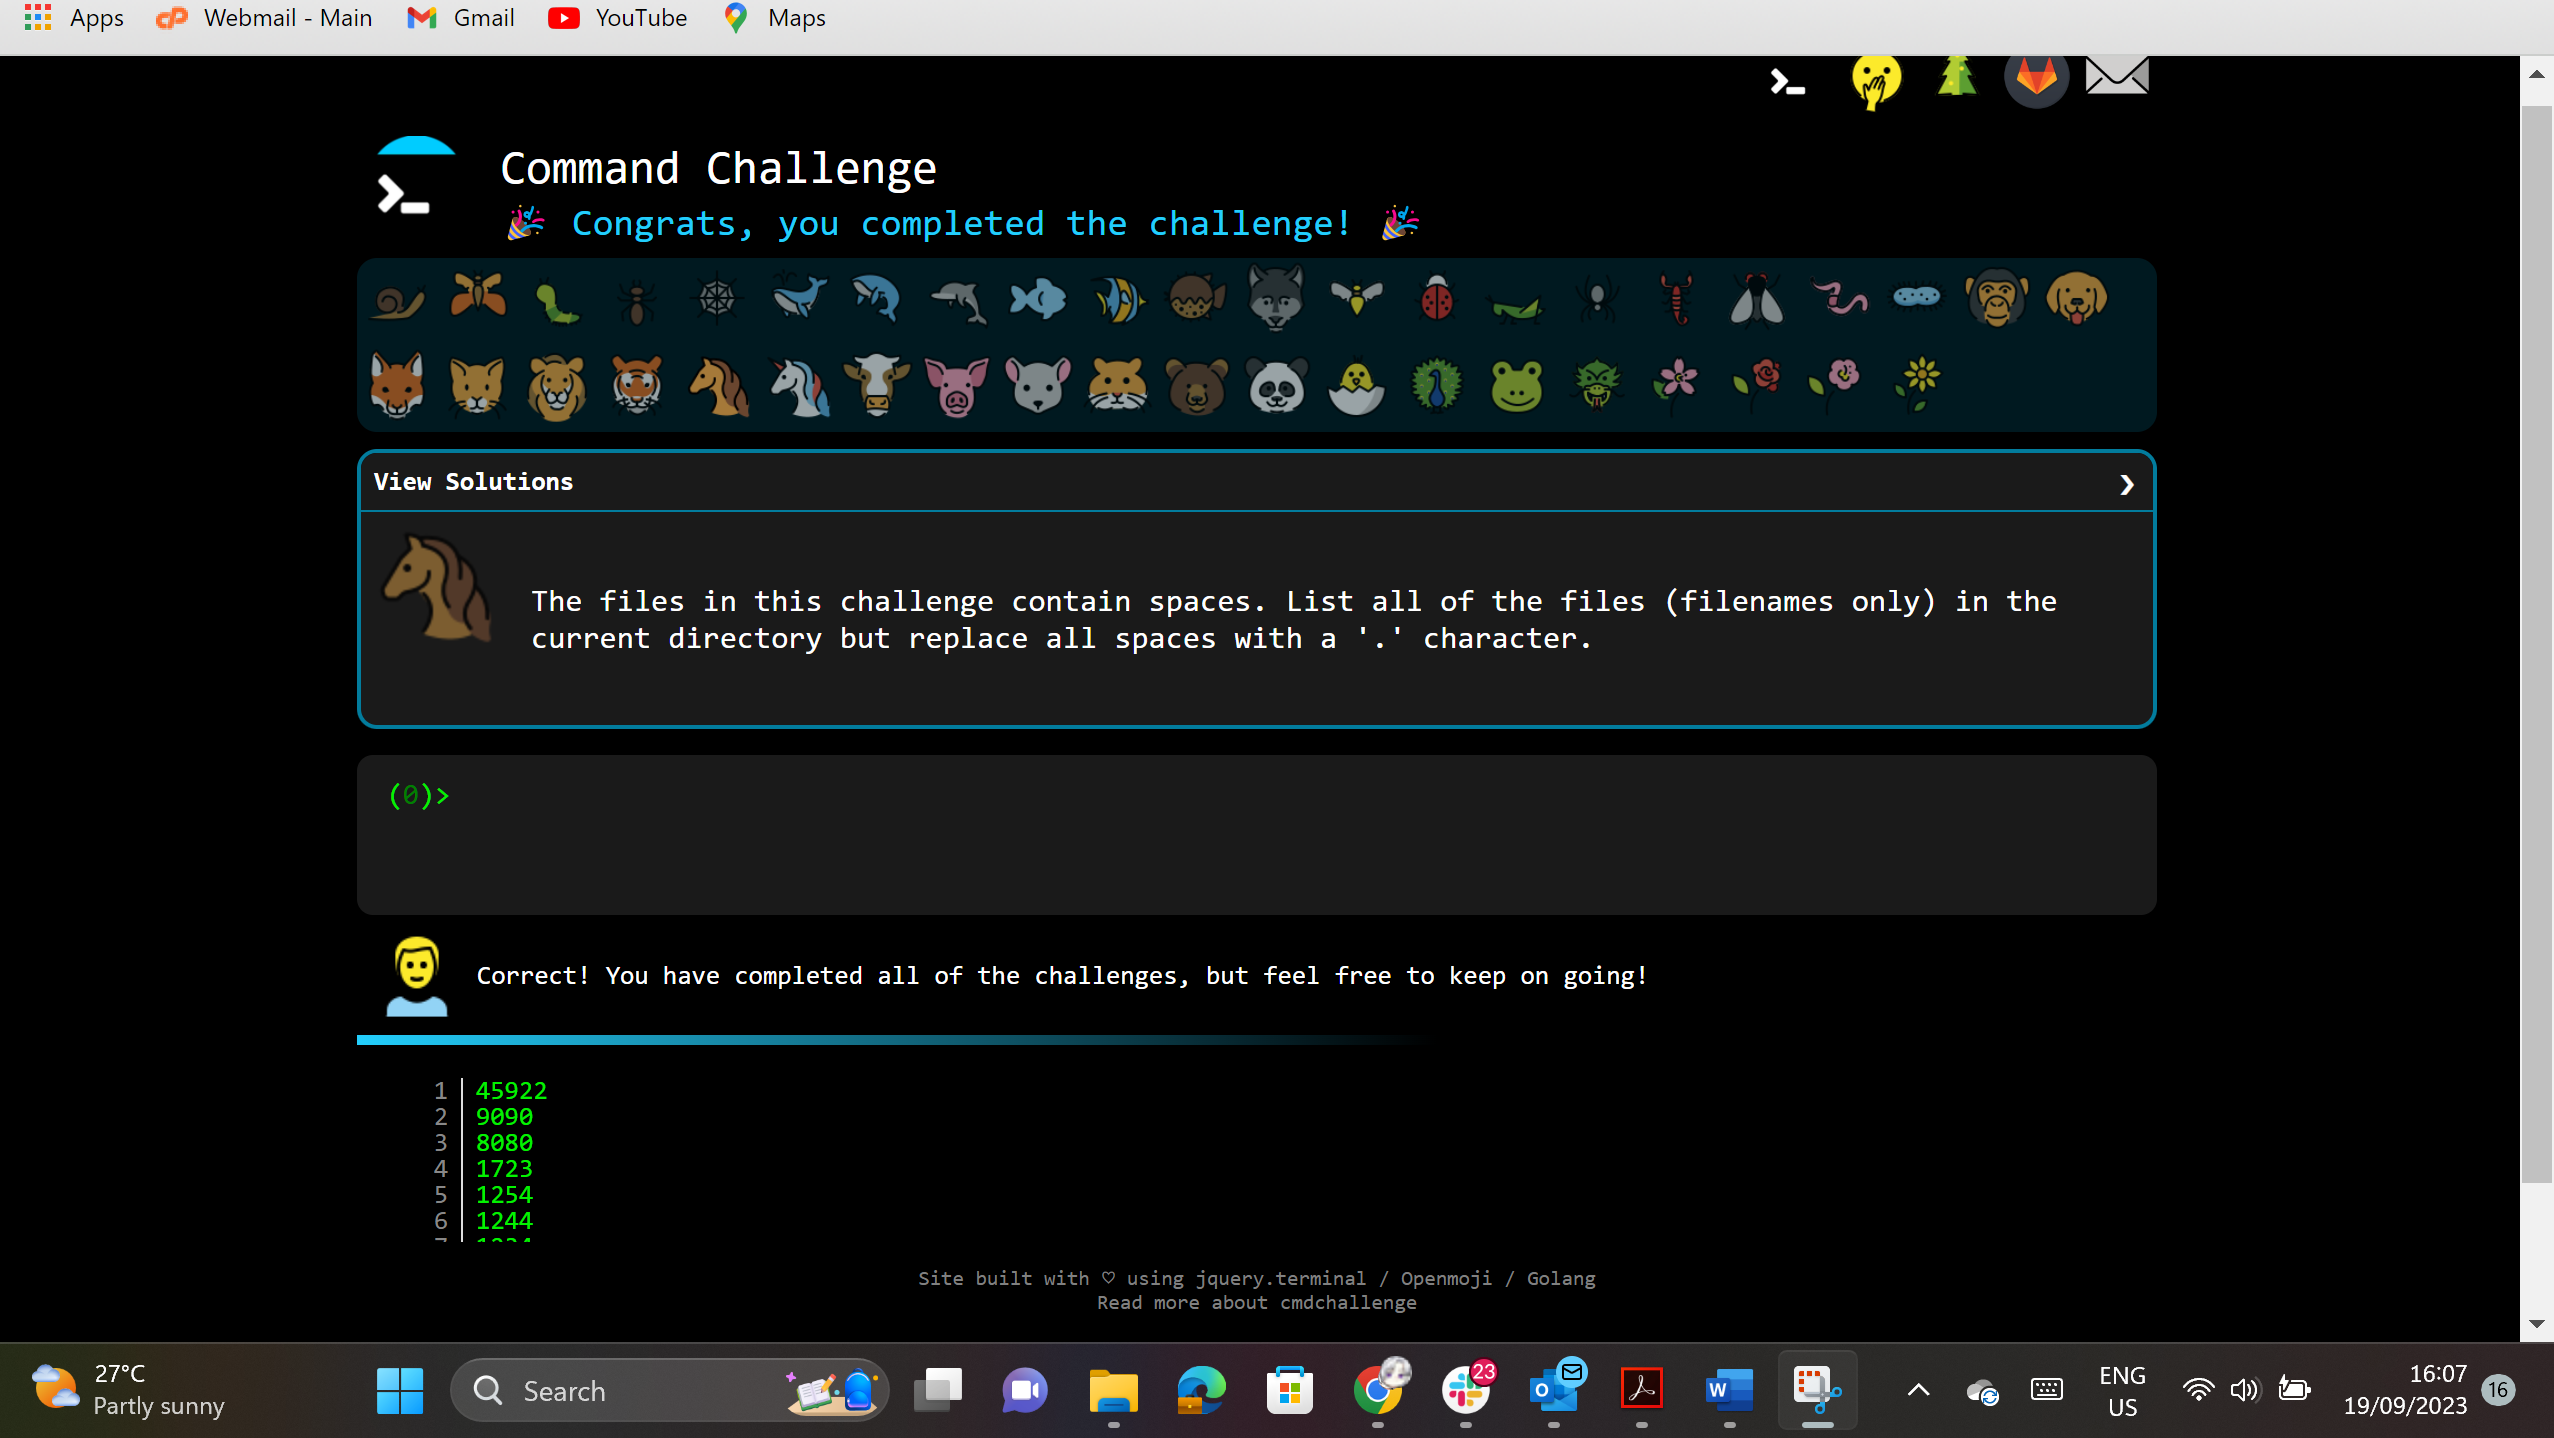 Apps Webmail - Main Gmail YouTube Maps
Command Challenge
Congrats, you completed the challenge!
View Solutions
The files in this challenge contain spaces. List all of the files (filenames only) in the
current directory but replace all spaces with a '.' character.
(0)>
Correct! You have completed all of the challenges, but feel free to keep on going!
1 45922
2 9090
3 8080
4 1723
5 1254
6 1244
Site built with ♡ using jquery.terminal / Openmoji / Golang
Read more about cmdchallenge
27°C
Partly sunny
Search
23
ENG
US
16:07
19/09/2023
16